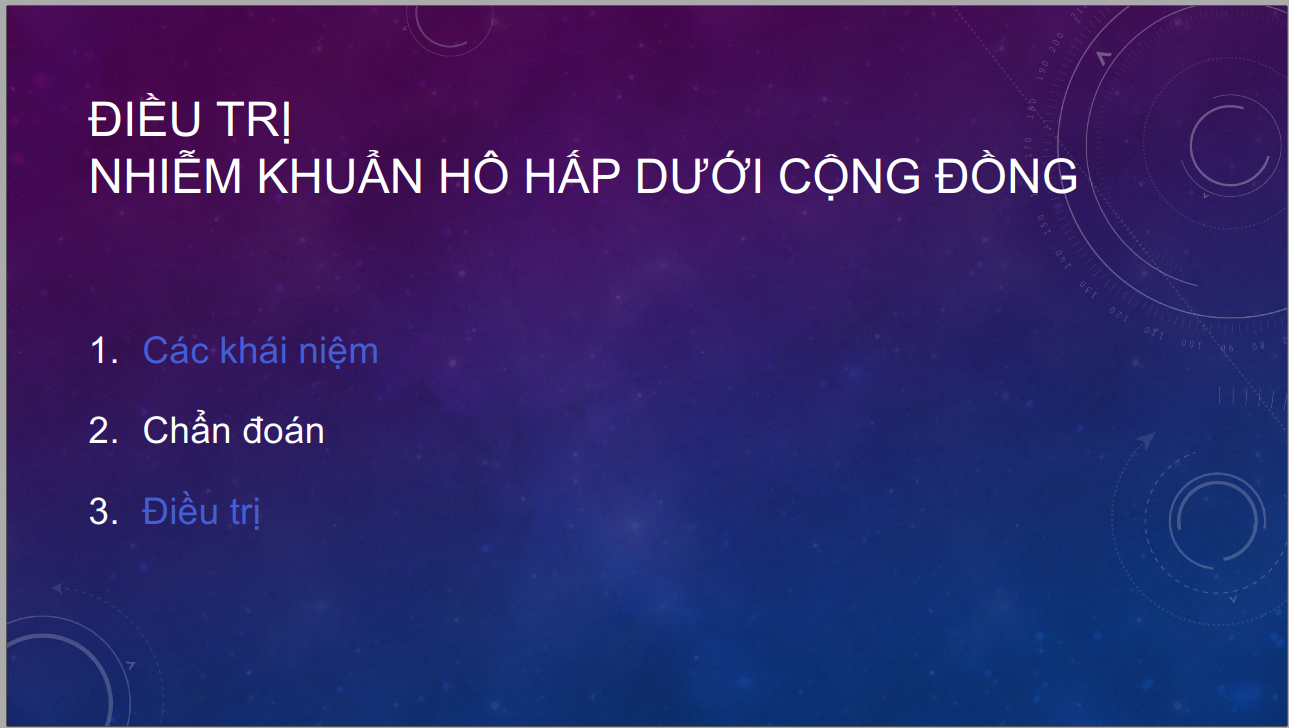 ĐIỀU TRỊ
NHIỄM KHUẨN HÔ HẤP DƯỚI CỘNG ĐỒNG
1. Các khái niệm
2. Chẩn đoán
3. Điều trị